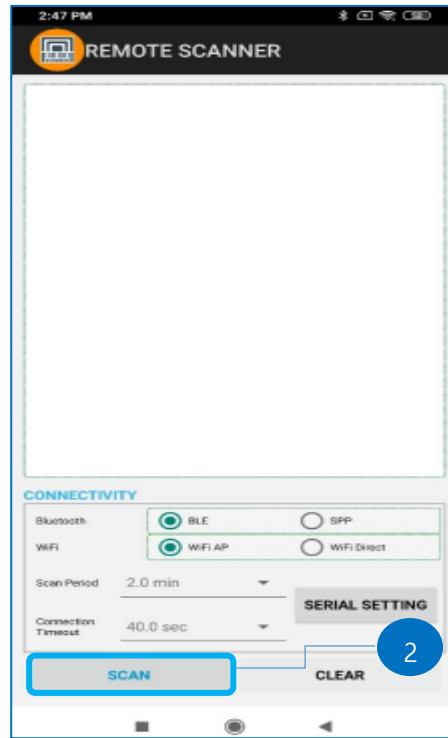 2:47 PM
REMOTE SCANNER
CONNECTIVITY
Bluetooth BLE SPP
WiFi WiFi AP WiFi Direct
Scan Period 2.0 min
SERIAL SETTING
Connection Timeout 40.0 sec
2
SCAN CLEAR